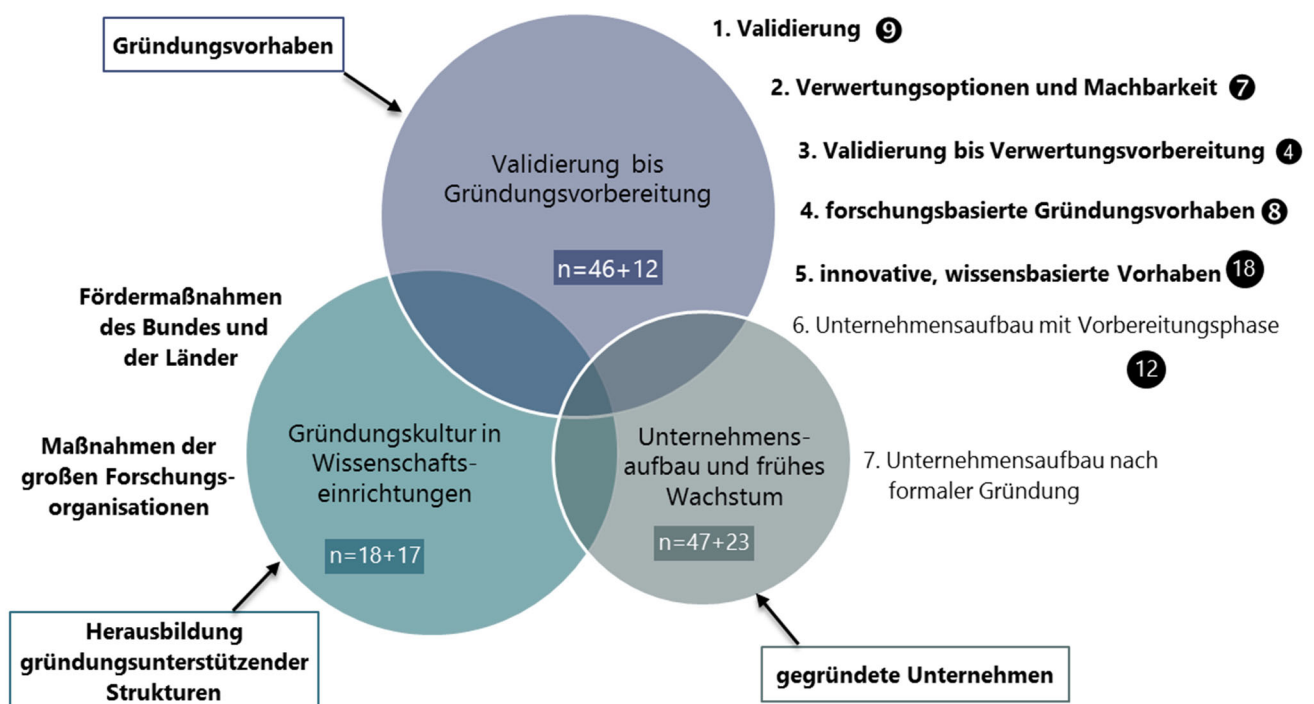 Gründungsvorhaben
Validierung bis
Gründungsvorbereitung
n=46+12
1. Validierung 9
2. Verwertungsoptionen und Machbarkeit 7
3. Validierung bis Verwertungsvorbereitung 4
4. forschungsbasierte Gründungsvorhaben 8
5. innovative, wissensbasierte Vorhaben 18
6. Unternehmensaufbau mit Vorbereitungsphase
12
7. Unternehmensaufbau nach
formaler Gründung
Fördermaßnahmen
des Bundes und
der Länder
Maßnahmen der
großen Forschungs-
organisationen
Gründungskultur in
Wissenschafts-
einrichtungen
n=18+17
Unternehmens-
aufbau und frühes
Wachstum
n=47+23
Herausbildung
gründungsunterstützender
Strukturen
gegründete Unternehmen